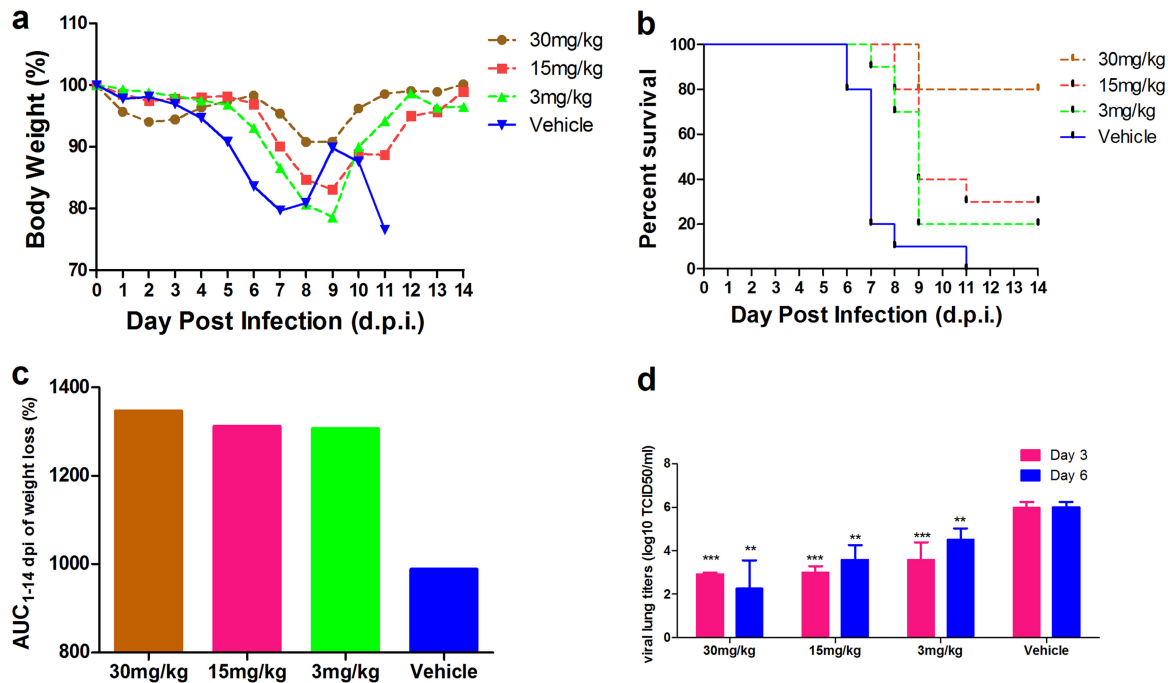 a
110
100
90
80
70
Body Weight (%)
0 1 2 3 4 5 6 7 8 9 10 11 12 13 14
Day Post Infection (d.p.i.)
30mg/kg
15mg/kg
3mg/kg
Vehicle
b
100
80
60
40
20
0
Percent survival
0 1 2 3 4 5 6 7 8 9 10 11 12 13 14
Day Post Infection (d.p.i.)
30mg/kg
15mg/kg
3mg/kg
Vehicle
c
1400
1300
1200
1000
800
AUC1-14 dpi of weight loss (%)
30mg/kg 15mg/kg 3mg/kg Vehicle
d
8
6
4
2
0
viral lung titers (log10 TCID50/ml)
Day 3
Day 6
*** ** *** ** *** **
30mg/kg 15mg/kg 3mg/kg Vehicle